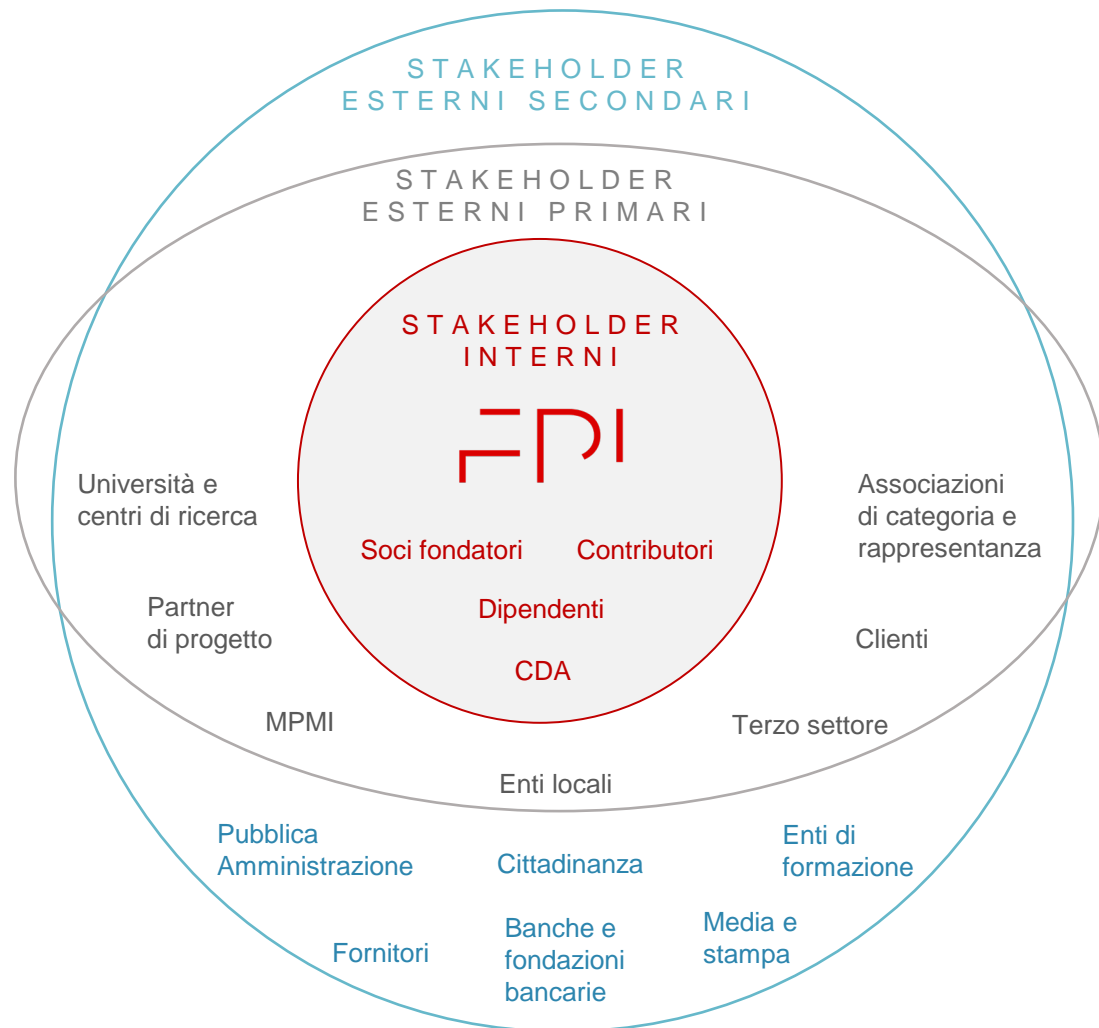 STAKEHOLDER
ESTERNI SECONDARI
STAKEHOLDER
ESTERNI PRIMARI
STAKEHOLDER
INTERNI
FPI
Università e
centri di ricerca
Associazioni
di categoria e
rappresentanza
Soci fondatori
Contributori
Dipendenti
Partner
di progetto
Clienti
CDA
MPMI
Terzo settore
Enti locali
Pubblica
Amministrazione
Cittadinanza
Enti di
formazione
Fornitori
Banche e
fondazioni
bancarie
Media e
stampa